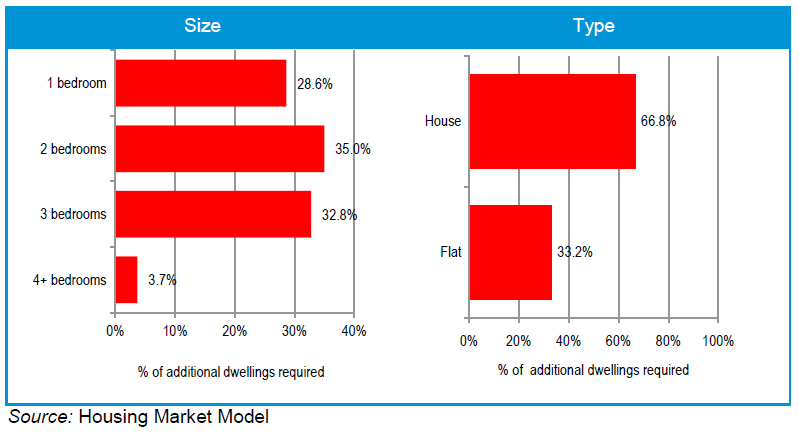 Size
Type
1 bedroom
28.6%
2 bedrooms
35.0%
3 bedrooms
32.8%
4+ bedrooms
3.7%
0% 10% 20% 30% 40%
% of additional dwellings required
House
66.8%
Flat
33.2%
0% 20% 40% 60% 80% 100%
% of additional dwellings required
Source: Housing Market Model